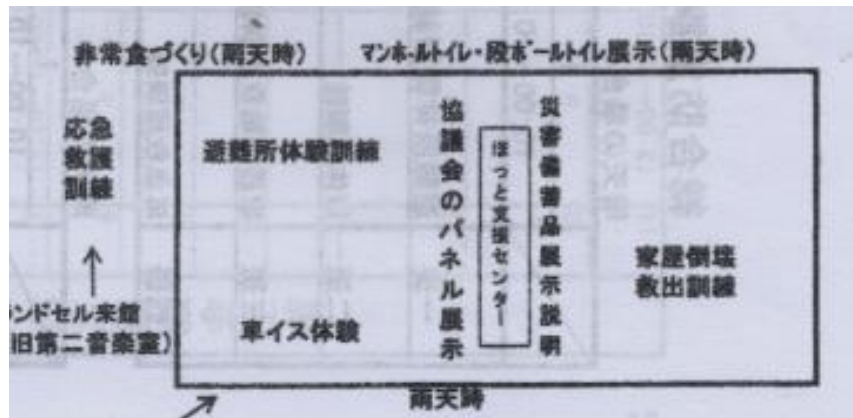 非常食づくり(雨天時)
マンホールトイレ・段ボールトイレ展示(雨天時)
応急
救護
訓練
ンドセル来館
旧第二音楽室)
避難所体験訓練
車イス体験
協議会のパネル展示
ほっと支援センター
災害備蓄品展示説明
家屋倒壊
救出訓練
雨天時